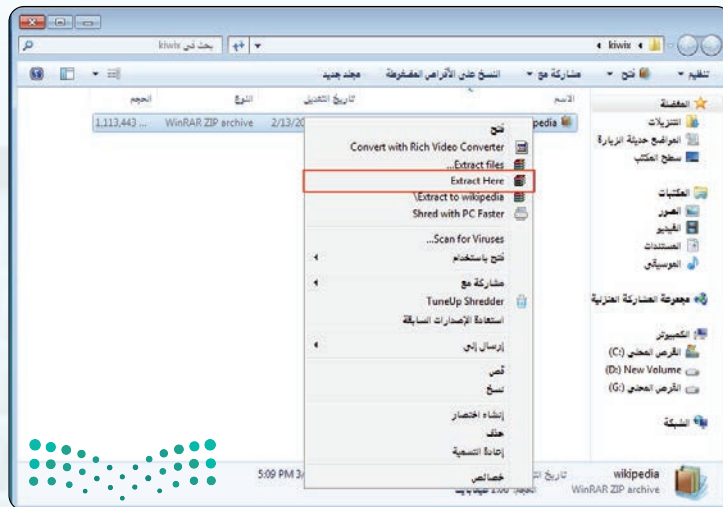 kiwix
بحث في kiwix
تنظيم
فتح
مشاركة مع
النسخ على الأقراص المضغوطة
مجلد جديد
الاسم
تاريخ التعديل
النوع
الحجم
pedia
2/13/20
WinRAR ZIP archive
1,113,443 ...
المفضلة
التنزيلات
المواضع حديثة الزيارة
سطح المكتب
المكتبات
الصور
الفيديو
المستندات
الموسيقى
مجموعة المشاركة المنزلية
الكمبيوتر
القرص المحلي (C:)
New Volume (D:)
القرص المحلي (G:)
الشبكة
فتح
Convert with Rich Video Converter
Extract files...
Extract Here
Extract to wikipedia\
Shred with PC Faster
Scan for Viruses...
فتح باستخدام
مشاركة مع
TuneUp Shredder
استعادة الإصدارات السابقة
إرسال إلى
قص
نسخ
إنشاء اختصار
حذف
إعادة التسمية
خصائص
wikipedia
WinRAR ZIP archive
تاريخ
5:09 PM 3/
الحجم: